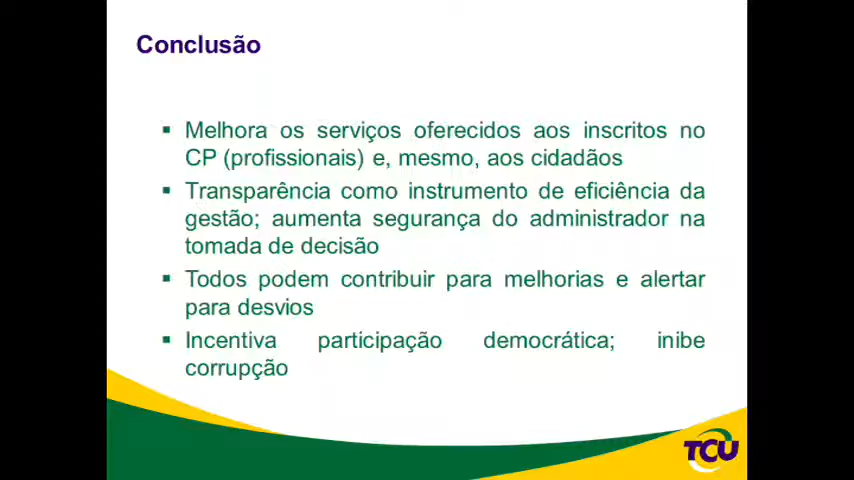 Conclusão
▪ Melhora os serviços oferecidos aos inscritos no
CP (profissionais) e, mesmo, aos cidadãos
▪ Transparência como instrumento de eficiência da
gestão; aumenta segurança do administrador na
tomada de decisão
▪ Todos podem contribuir para melhorias e alertar
para desvios
▪ Incentiva participação democrática; inibe
corrupção
TCU